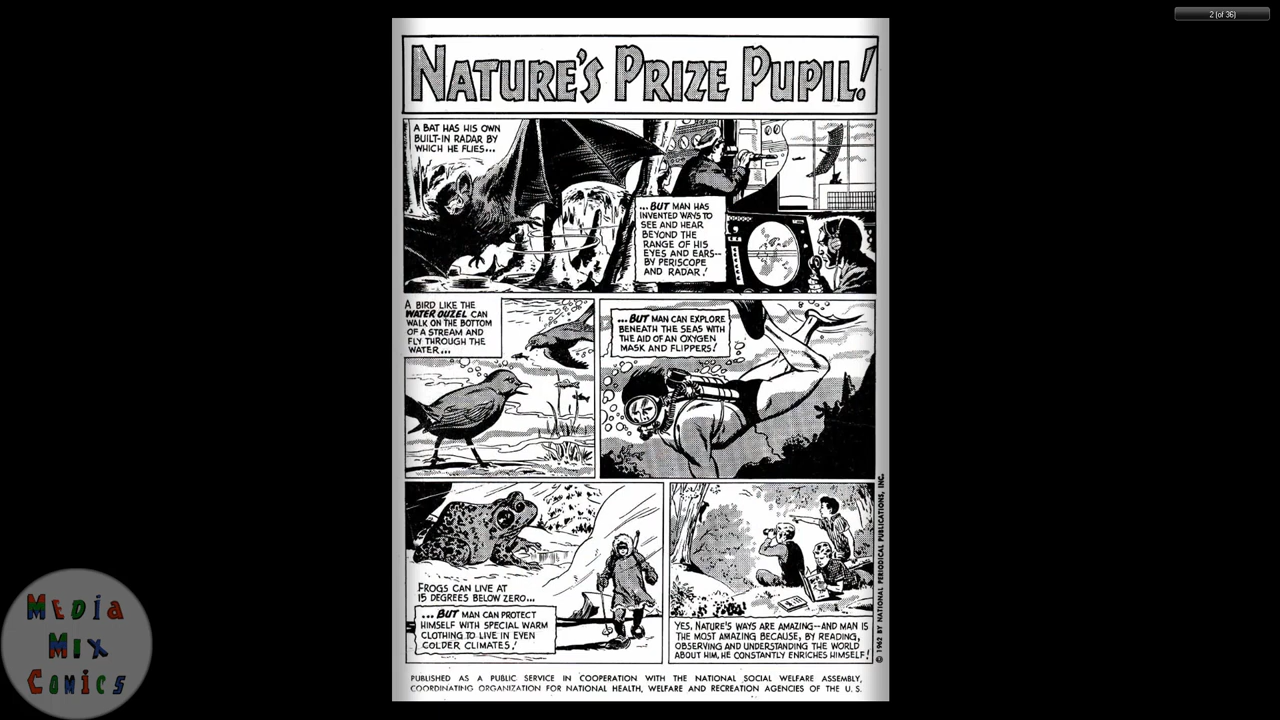 2 (of 36)
NATURE'S PRIZE PUPIL!
A BAT HAS HIS OWN
BUILT-IN RADAR BY
WHICH HE FLIES...
...BUT MAN HAS
INVENTED WAYS TO
SEE AND HEAR
BEYOND THE
RANGE OF HIS
EYES AND EARS--
BY PERISCOPE
AND RADAR!
A BIRD LIKE THE
WATER OUZEL CAN
WALK ON THE BOTTOM
OF A STREAM AND
FLY THROUGH THE
WATER...
...BUT MAN CAN EXPLORE
BENEATH THE SEAS WITH
THE AID OF AN OXYGEN
MASK AND FLIPPERS!
FROGS CAN LIVE AT
15 DEGREES BELOW ZERO...
...BUT MAN CAN PROTECT
HIMSELF WITH SPECIAL WARM
CLOTHING TO LIVE IN EVEN
COLDER CLIMATES!
YES, NATURE'S WAYS ARE AMAZING--AND MAN IS
THE MOST AMAZING BECAUSE, BY READING,
OBSERVING AND UNDERSTANDING THE WORLD
ABOUT HIM, HE CONSTANTLY ENRICHES HIMSELF!
© 1962 BY NATIONAL PERIODICAL PUBLICATIONS, INC.
PUBLISHED AS A PUBLIC SERVICE IN COOPERATION WITH THE NATIONAL SOCIAL WELFARE ASSEMBLY,
COORDINATING ORGANIZATION FOR NATIONAL HEALTH, WELFARE AND RECREATION AGENCIES OF THE U. S.
MEDIA
MIX
COMICS